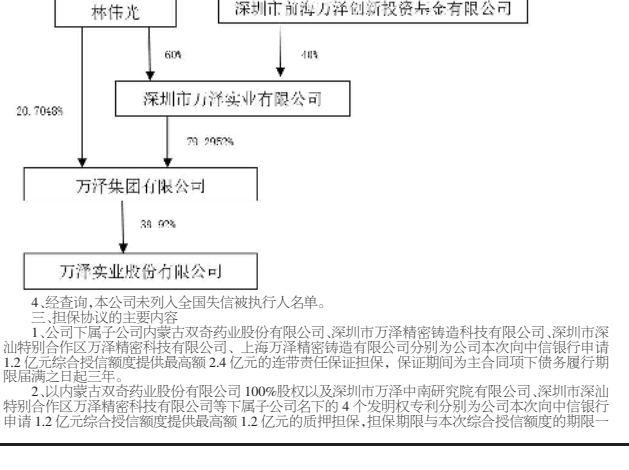 林伟光
深圳市前海万泽创新投资基金有限公司
60%
40%
深圳市万泽实业有限公司
20.7048%
79.2952%
万泽集团有限公司
38.92%
万泽实业股份有限公司
4、经查询,本公司未列入全国失信被执行人名单。
三、担保协议的主要内容
1、公司下属子公司内蒙古双奇药业股份有限公司、深圳市万泽精密铸造科技有限公司、深圳市深
汕特别合作区万泽精密科技有限公司、上海万泽精密铸造有限公司分别为公司本次向中信银行申请
1.2 亿元综合授信额度提供最高额 2.4 亿元的连带责任保证担保，保证期间为主合同项下债务履行期
限届满之日起三年。
2、以内蒙古双奇药业股份有限公司 100%股权以及深圳市万泽中南研究院有限公司、深圳市深汕
特别合作区万泽精密科技有限公司等下属子公司名下的 4 个发明权专利分别为公司本次向中信银行
申请 1.2 亿元综合授信额度提供最高额 1.2 亿元的质押担保,担保期限与本次综合授信额度的期限一